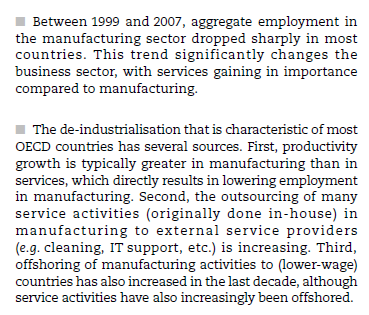 Between 1999 and 2007, aggregate employment in
the manufacturing sector dropped sharply in most
countries. This trend significantly changes the
business sector, with services gaining in importance
compared to manufacturing.
The de-industrialisation that is characteristic of most
OECD countries has several sources. First, productivity
growth is typically greater in manufacturing than in
services, which directly results in lowering employment
in manufacturing. Second, the outsourcing of many
service activities (originally done in-house) in
manufacturing to external service providers
(e.g. cleaning, IT support, etc.) is increasing. Third,
offshoring of manufacturing activities to (lower-wage)
countries has also increased in the last decade, although
service activities have also increasingly been offshored.